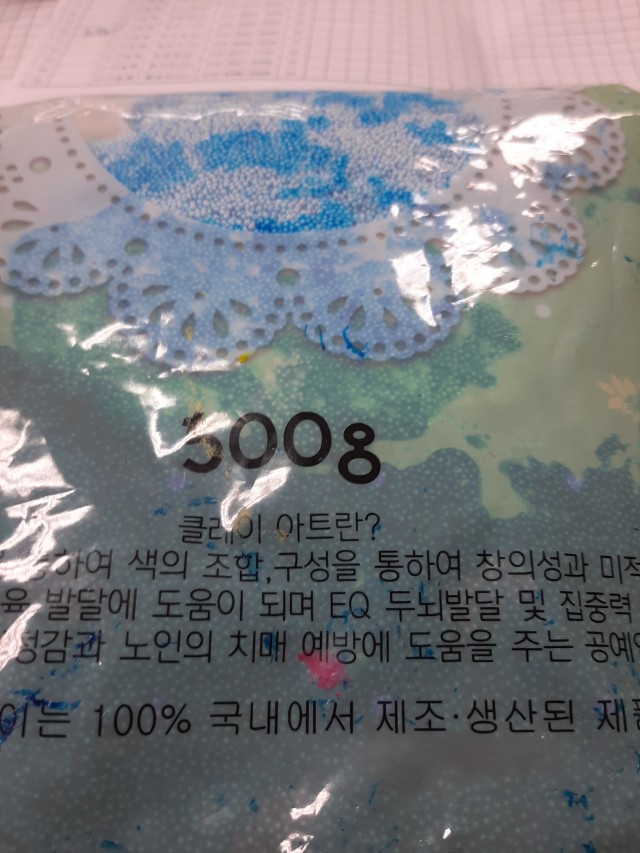 500g
클레이 아트란?
하여 색의 조합,구성을 통하여 창의성과 미적
육 발달에 도움이 되며 EQ 두뇌발달 및 집중력
정감과 노인의 치매 예방에 도움을 주는 공예
이는 100% 국내에서 제조·생산된 제품